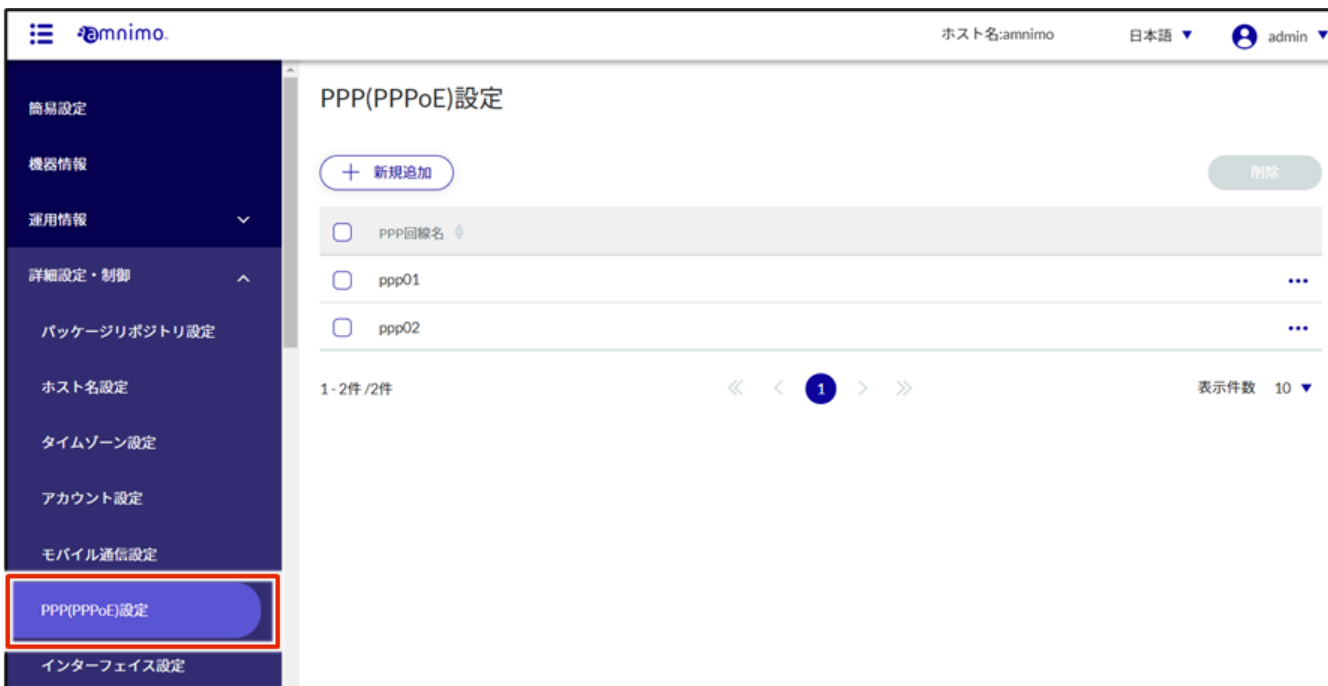 amnimo
ホスト名:amnimo
日本語 ▼
admin ▼
簡易設定
機器情報
運用情報
詳細設定・制御
パッケージリポジトリ設定
ホスト名設定
タイムゾーン設定
アカウント設定
モバイル通信設定
PPP(PPPoE)設定
インターフェイス設定
PPP(PPPoE)設定
+ 新規追加
削除
PPP回線名
ppp01
ppp02
1 - 2件 /2件
1
表示件数 10 ▼